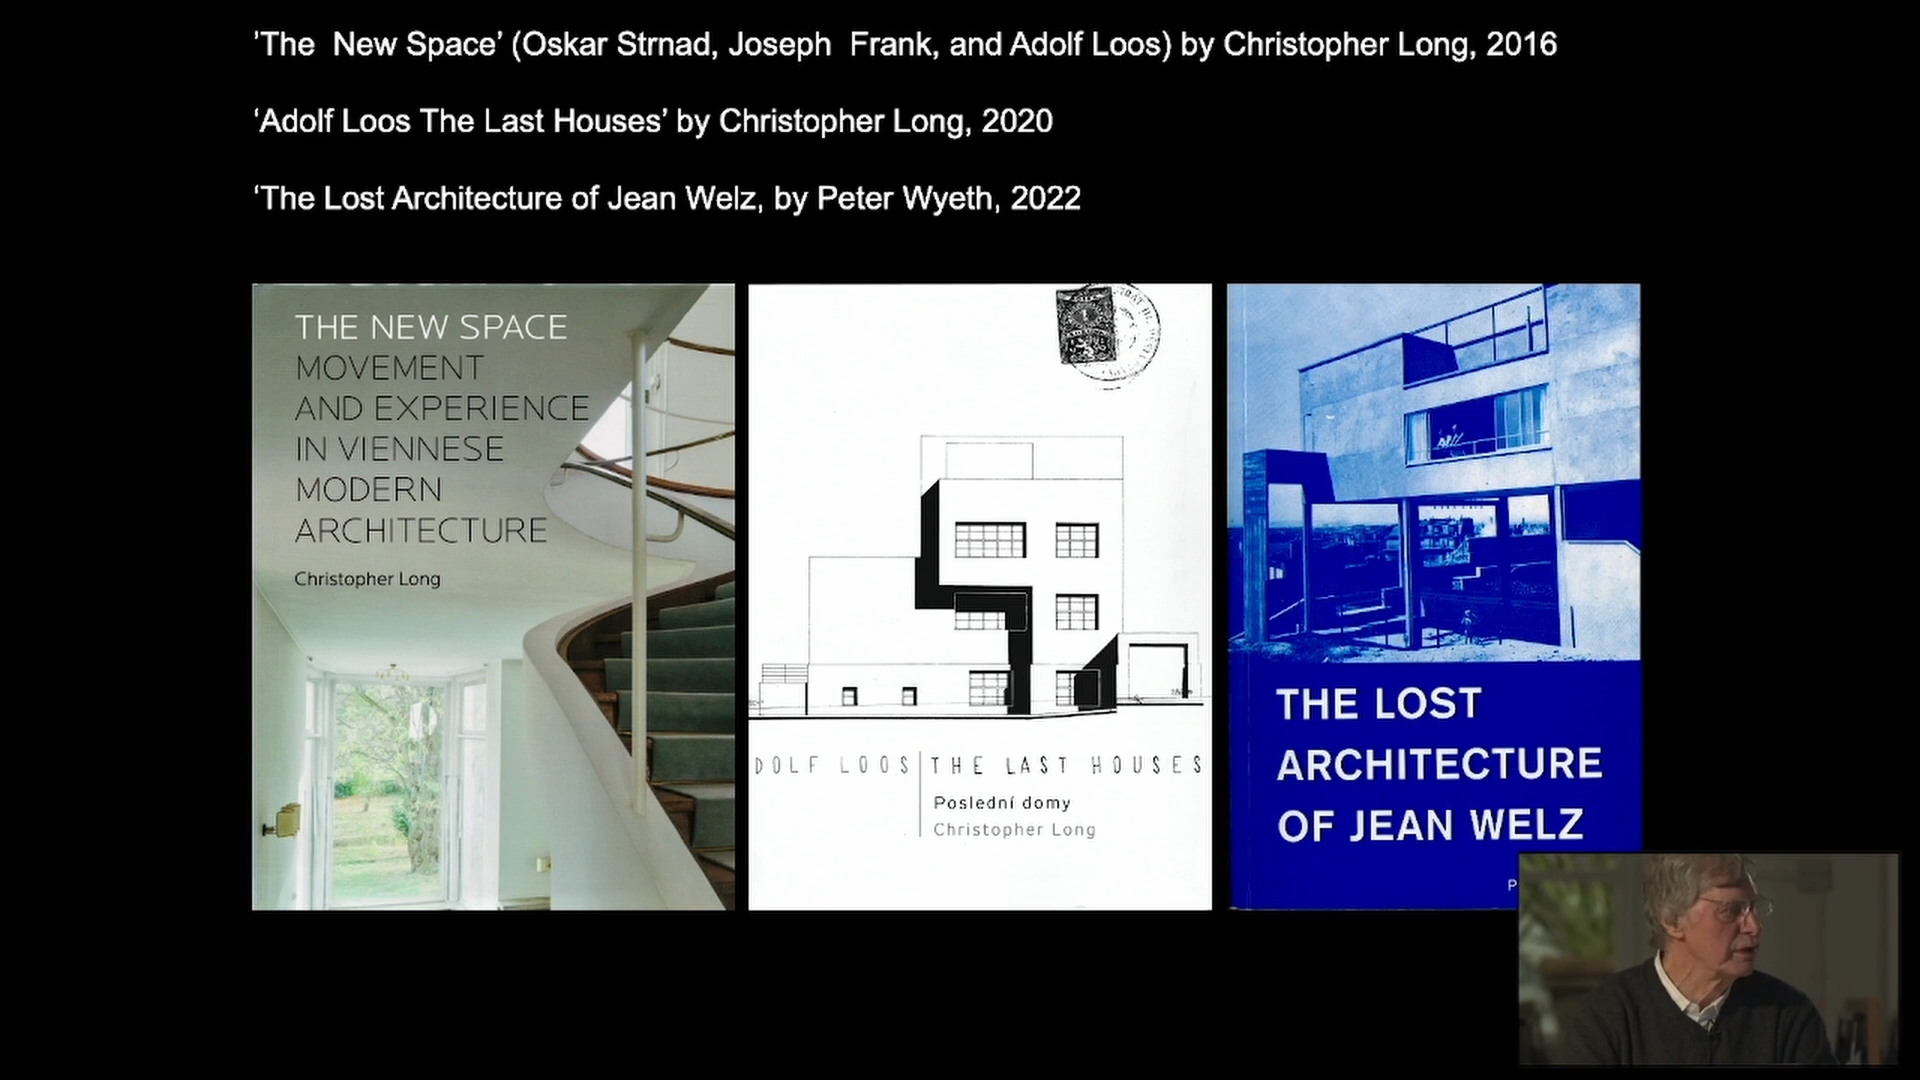 ’The  New Space’ (Oskar Strnad, Joseph  Frank, and Adolf Loos) by Christopher Long, 2016
‘Adolf Loos The Last Houses’ by Christopher Long, 2020
‘The Lost Architecture of Jean Welz, by Peter Wyeth, 2022
THE NEW SPACE
MOVEMENT
AND EXPERIENCE
IN VIENNESE
MODERN
ARCHITECTURE
Christopher Long
DOLF LOOS THE LAST HOUSES
Poslední domy
Christopher Long
THE LOST
ARCHITECTURE
OF JEAN WELZ
P